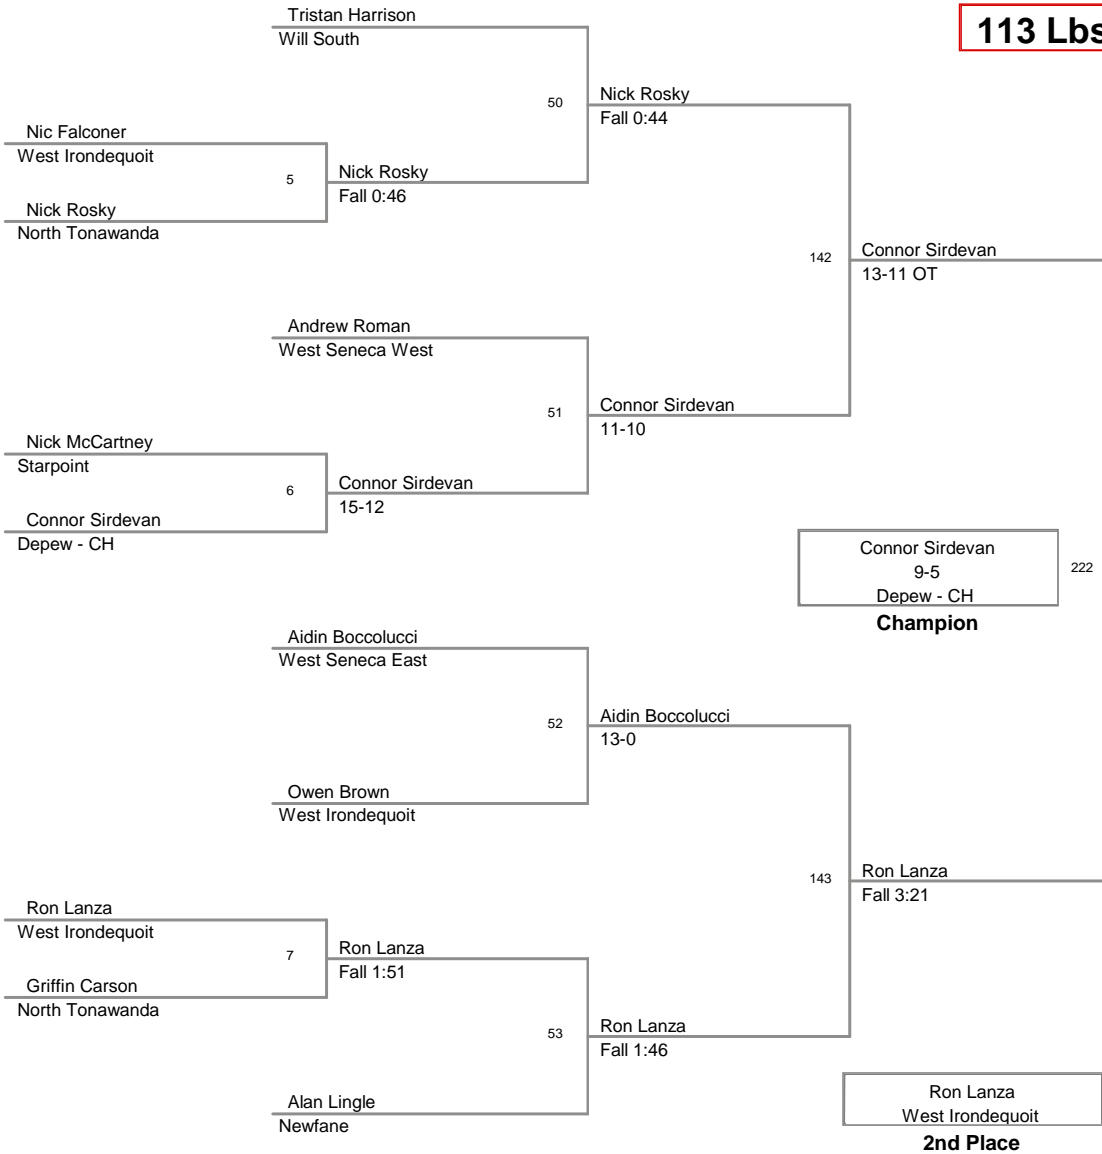 Tristan Harrison
Will South
113 Lbs
50
Nick Rosky
Fall 0:44
Nic Falconer
West Irondequoit
5
Nick Rosky
Fall 0:46
Nick Rosky
North Tonawanda
142
Connor Sirdevan
13-11 OT
Andrew Roman
West Seneca West
51
Connor Sirdevan
11-10
Nick McCartney
Starpoint
6
Connor Sirdevan
15-12
Connor Sirdevan
Depew - CH
Connor Sirdevan
9-5
Depew - CH
222
Champion
Aidin Boccolucci
West Seneca East
52
Aidin Boccolucci
13-0
Owen Brown
West Irondequoit
143
Ron Lanza
Fall 3:21
Ron Lanza
West Irondequoit
7
Ron Lanza
Fall 1:51
Griffin Carson
North Tonawanda
53
Ron Lanza
Fall 1:46
Alan Lingle
Newfane
Ron Lanza
West Irondequoit
2nd Place